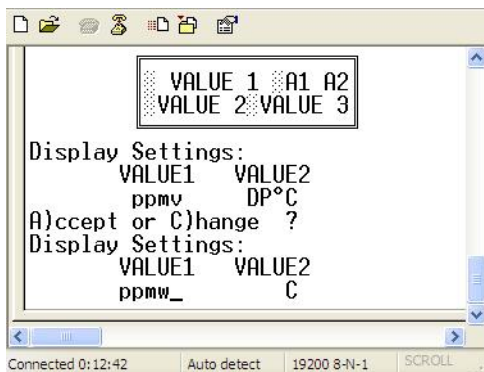 VALUE 1 A1 A2
VALUE 2 VALUE 3
Display Settings:
VALUE1 VALUE2
ppmv DP°C
A)ccept or C)hange ?
Display Settings:
VALUE1 VALUE2
ppmw_ C
Connected 0:12:42 Auto detect 19200 8-N-1 SCROLL